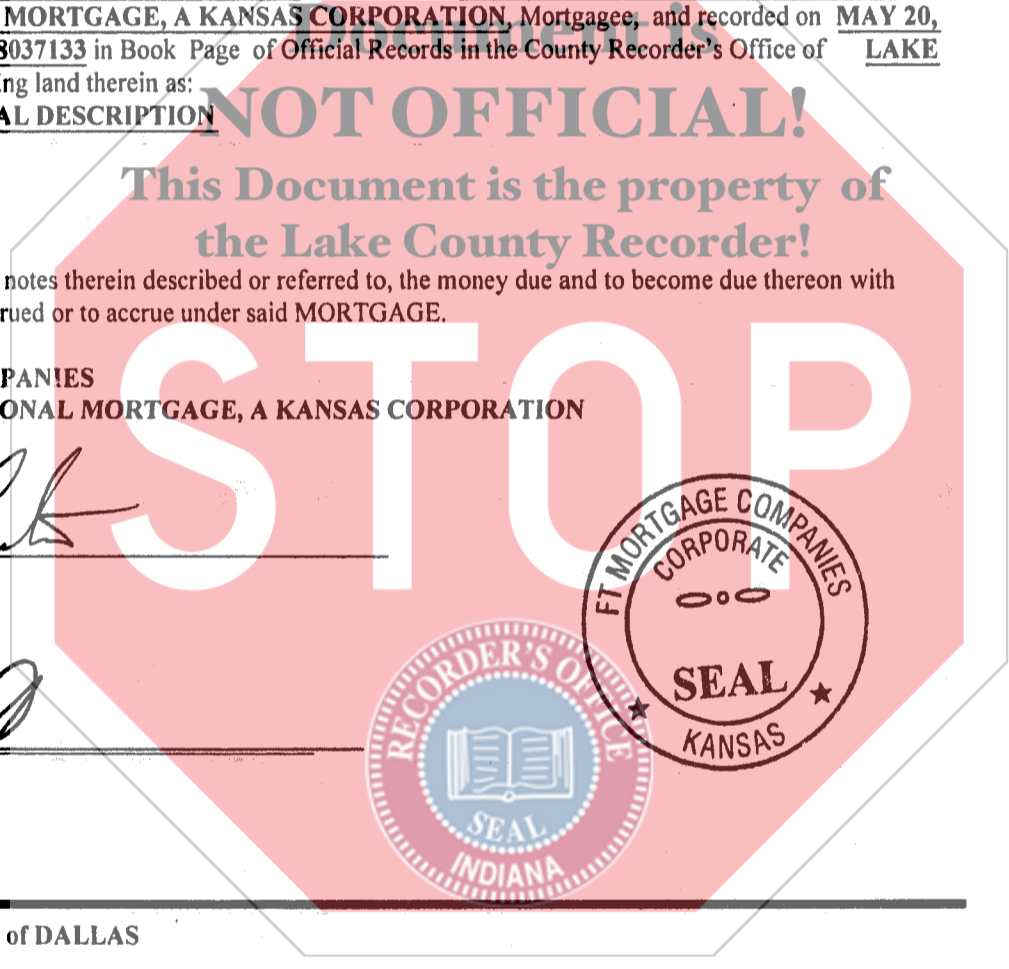 MORTGAGE, A KANSAS CORPORATION, Mortgagee, and recorded on MAY 20,
8037133 in Book Page of Official Records in the County Recorder's Office of LAKE
ng land therein as:
AL DESCRIPTION
Document is
NOT OFFICIAL!
This Document is the property of
the Lake County Recorder!
notes therein described or referred to, the money due and to become due thereon with
rued or to accrue under said MORTGAGE.
STOP
PANIES
ONAL MORTGAGE, A KANSAS CORPORATION
FT MORTGAGE COMPANIES
CORPORATE
SEAL
KANSAS
RECORDER'S OFFICE
SEAL
INDIANA
of DALLAS